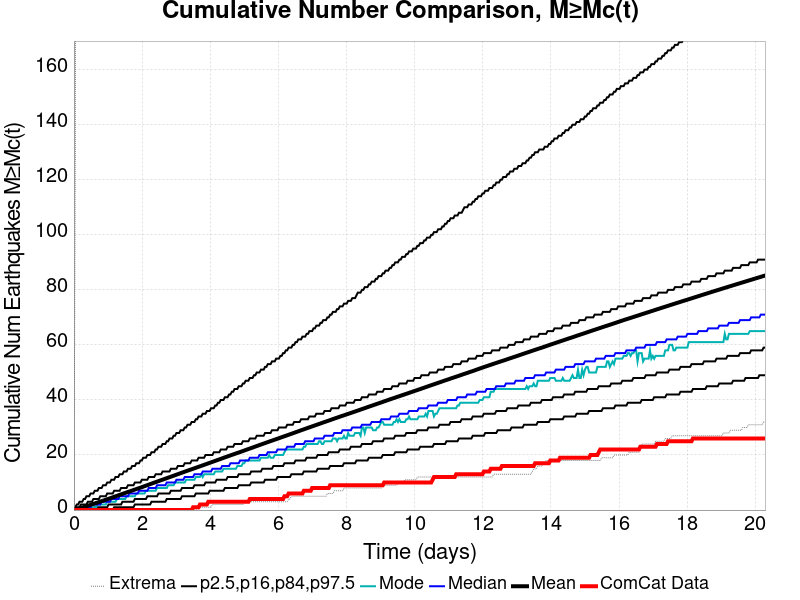 Cumulative Number Comparison, M≥Mc(t)
Cumulative Num Earthquakes M≥Mc(t)
160
140
120
100
80
60
40
20
0
0 2 4 6 8 10 12 14 16 18 20
Time (days)
Extrema p2.5,p16,p84,p97.5 Mode Median Mean ComCat Data